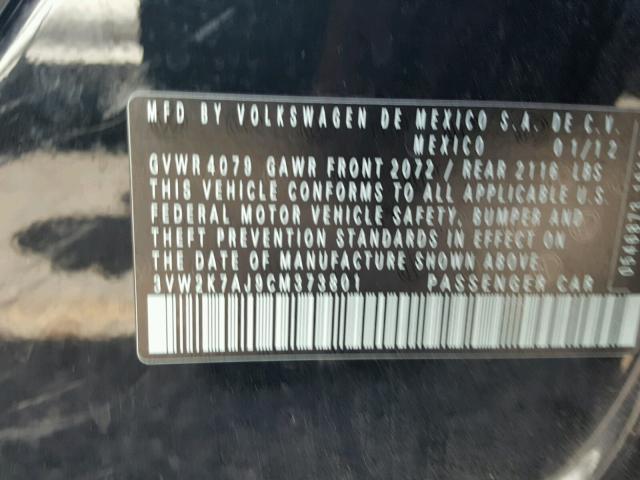 MFD BY VOLKSWAGEN DE MEXICO S.A. DE C.V.
MEXICO 01/12
GVWR 4079 GAWR FRONT 2072 / REAR 2116 LBS
THIS VEHICLE CONFORMS TO ALL APPLICABLE U.S.
FEDERAL MOTOR VEHICLE SAFETY, BUMPER AND
THEFT PREVENTION STANDARDS IN EFFECT ON
THE DATE OF MANUFACTURE SHOWN ABOVE
3VW2K7AJ9CM373801 PASSENGER CAR